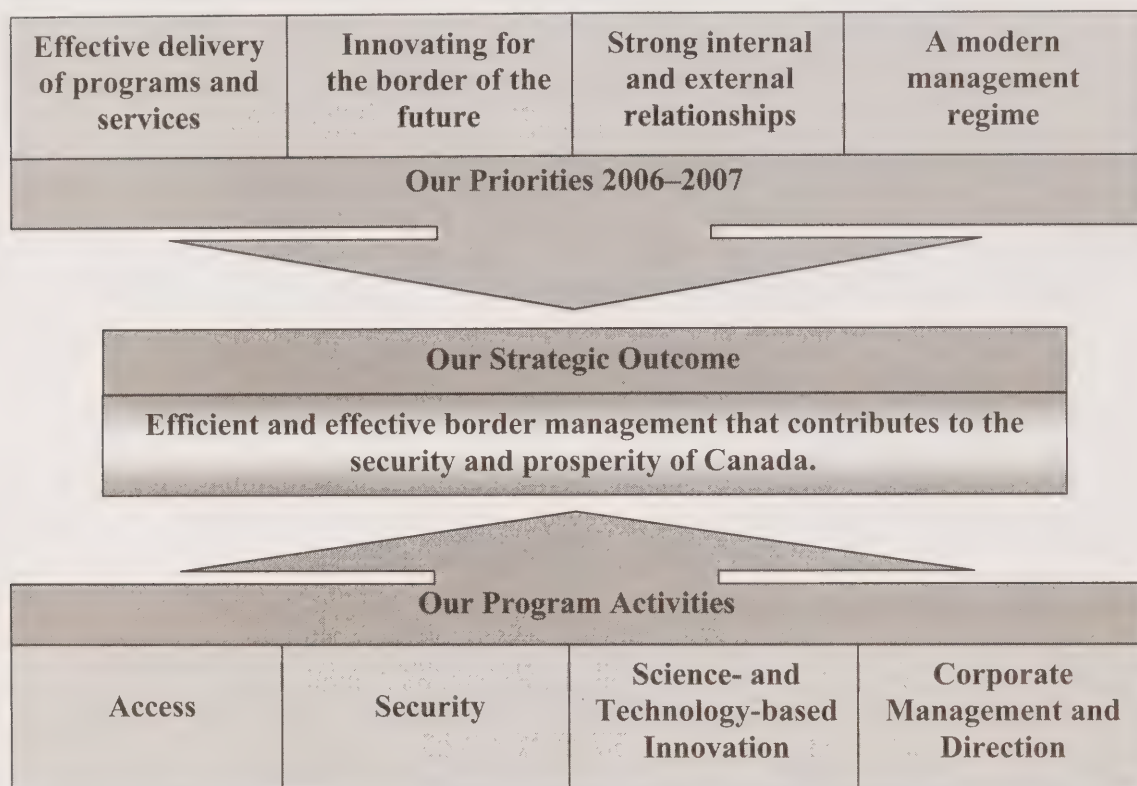 Effective delivery
of programs and
services
Innovating for
the border of the
future
Strong internal
and external
relationships
A modern
management
regime
Our Priorities 2006–2007
Our Strategic Outcome
Efficient and effective border management that contributes to the
security and prosperity of Canada.
Our Program Activities
Access
Security
Science- and
Technology-based
Innovation
Corporate
Management and
Direction